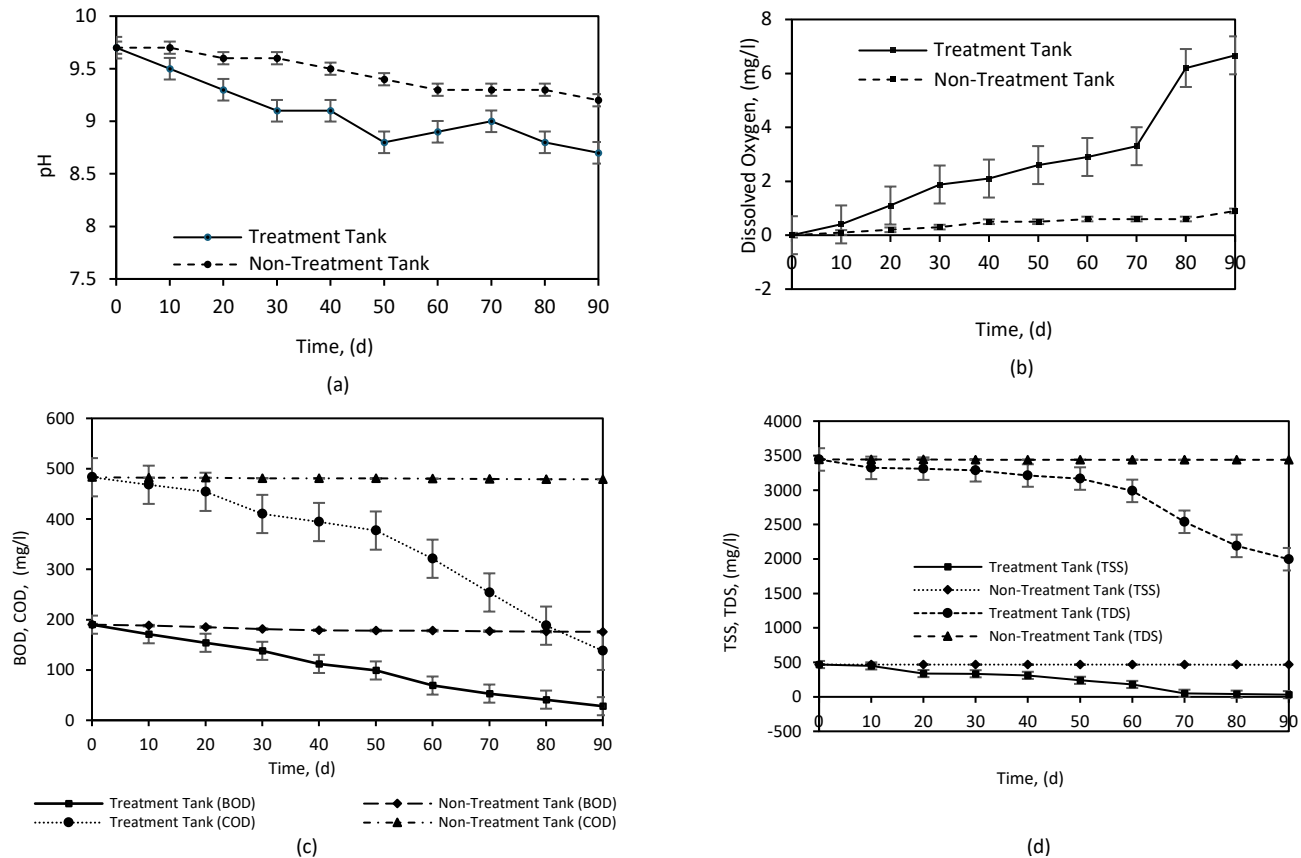 10
9.5
9
8.5
8
7.5
pH
Treatment Tank
Non-Treatment Tank
0 10 20 30 40 50 60 70 80 90
Time, (d)
(a)
8
6
4
2
0
-2
Dissolved Oxygen, (mg/l)
Treatment Tank
Non-Treatment Tank
0 10 20 30 40 50 60 70 80 90
Time, (d)
(b)
600
500
400
300
200
100
0
BOD, COD, (mg/l)
0 10 20 30 40 50 60 70 80 90
Time, (d)
Treatment Tank (BOD) Non-Treatment Tank (BOD)
Treatment Tank (COD) Non-Treatment Tank (COD)
(c)
4000
3500
3000
2500
2000
1500
1000
500
0
-500
TSS, TDS, (mg/l)
Treatment Tank (TSS)
Non-Treatment Tank (TSS)
Treatment Tank (TDS)
Non-Treatment Tank (TDS)
0 10 20 30 40 50 60 70 80 90
Time, (d)
(d)